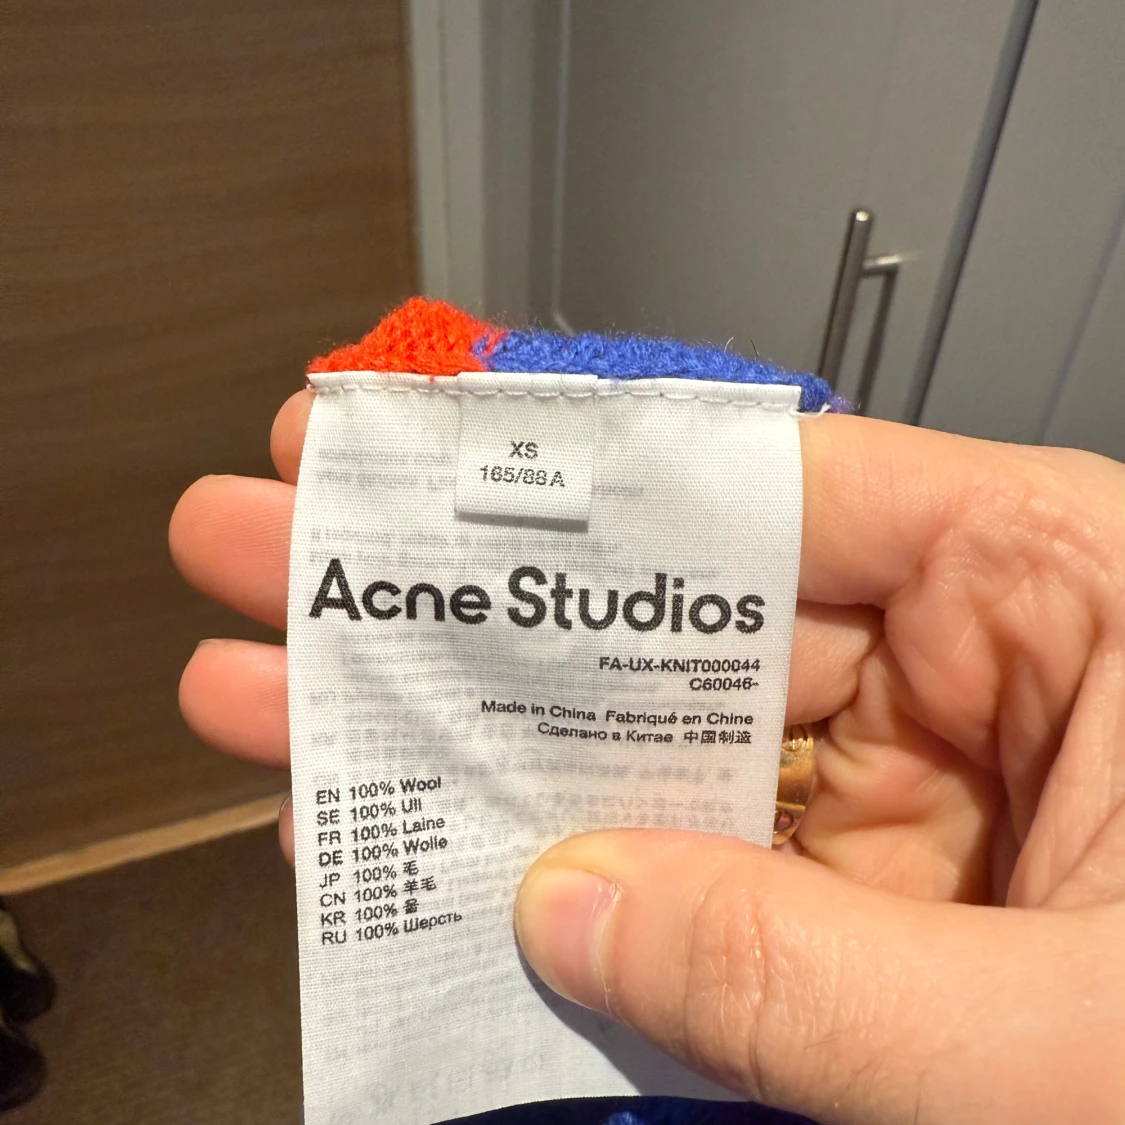 XS
165/88A
Acne Studios
FA-UX-KNIT000044
C60046-
Made in China Fabriqué en Chine
Сделано в Китае 中国制造
EN 100% Wool
SE 100% Ull
FR 100% Laine
DE 100% Wolle
JP 100% 毛
CN 100% 羊毛
KR 100% 울
RU 100% Шерсть